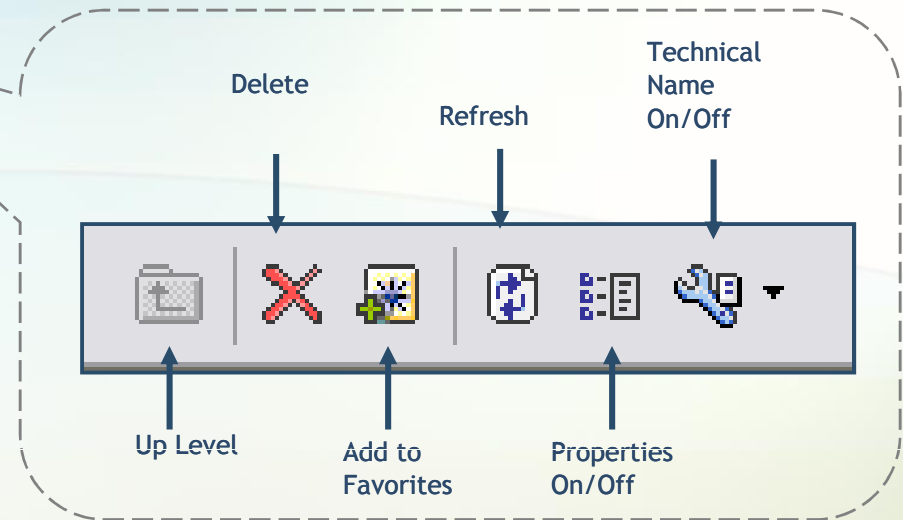 Delete
Refresh
Technical
Name
On/Off
Up Level
Add to
Favorites
Properties
On/Off